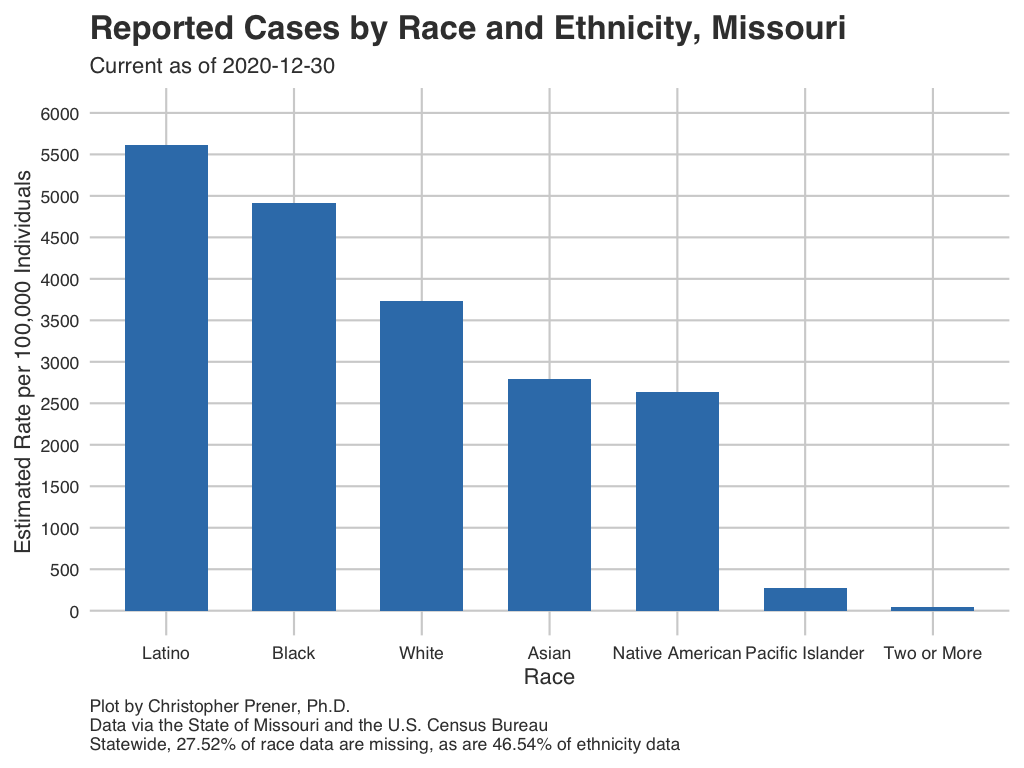 Reported Cases by Race and Ethnicity, Missouri
Current as of 2020-12-30
Estimated Rate per 100,000 Individuals
6000
5500
5000
4500
4000
3500
3000
2500
2000
1500
1000
500
0
Latino Black White Asian Native American Pacific Islander Two or More
Race
Plot by Christopher Prener, Ph.D.
Data via the State of Missouri and the U.S. Census Bureau
Statewide, 27.52% of race data are missing, as are 46.54% of ethnicity data